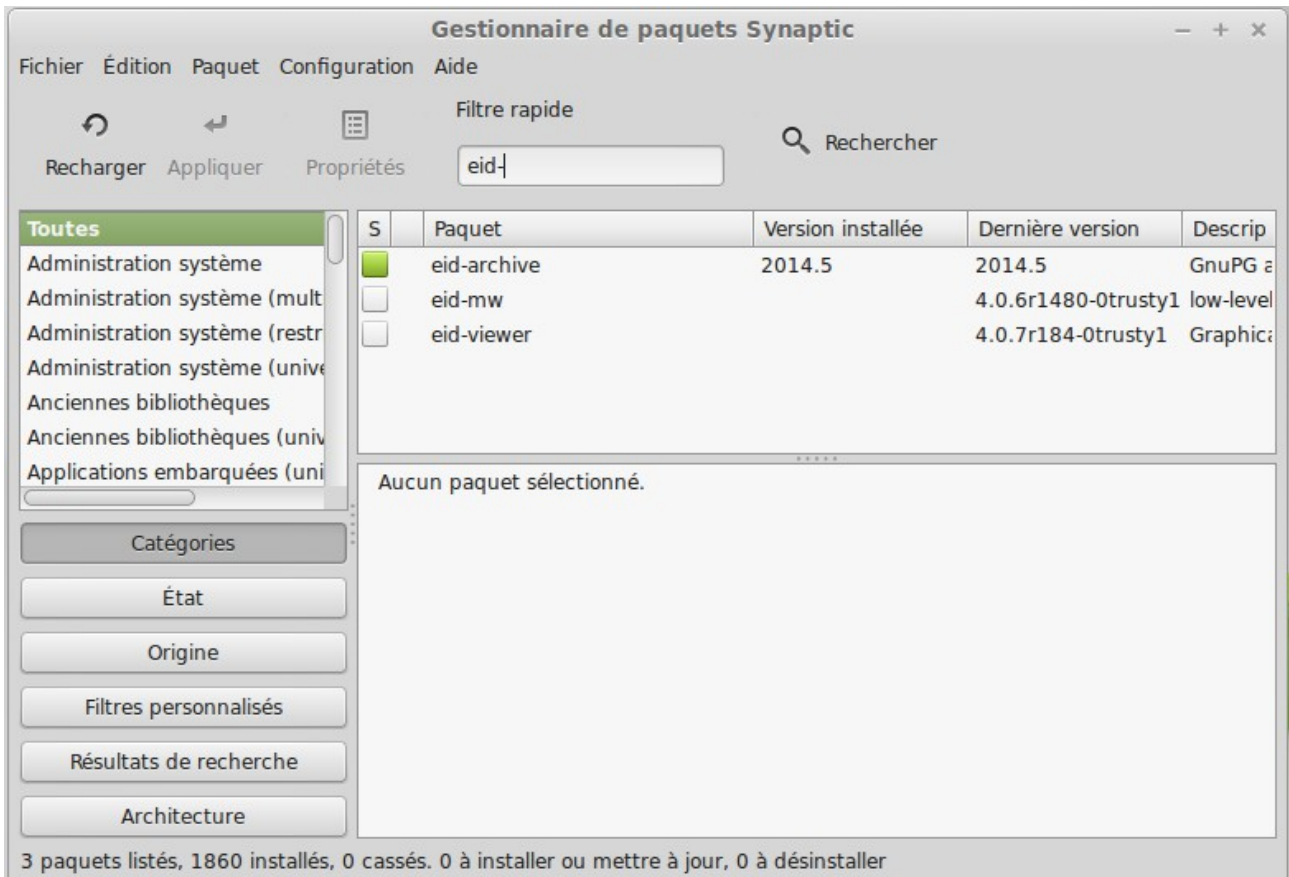 Gestionnaire de paquets Synaptic
Fichier Édition Paquet Configuration Aide
Recharger Appliquer Propriétés
Filtre rapide
eid-
Rechercher
Toutes
Administration système
Administration système (mult
Administration système (restr
Administration système (unive
Anciennes bibliothèques
Anciennes bibliothèques (univ
Applications embarquées (uni
S Paquet Version installée Dernière version Descrip
eid-archive 2014.5 2014.5 GnuPG a
eid-mw 4.0.6r1480-0trusty1 low-level
eid-viewer 4.0.7r184-0trusty1 Graphica
Aucun paquet sélectionné.
Catégories
État
Origine
Filtres personnalisés
Résultats de recherche
Architecture
3 paquets listés, 1860 installés, 0 cassés. 0 à installer ou mettre à jour, 0 à désinstaller